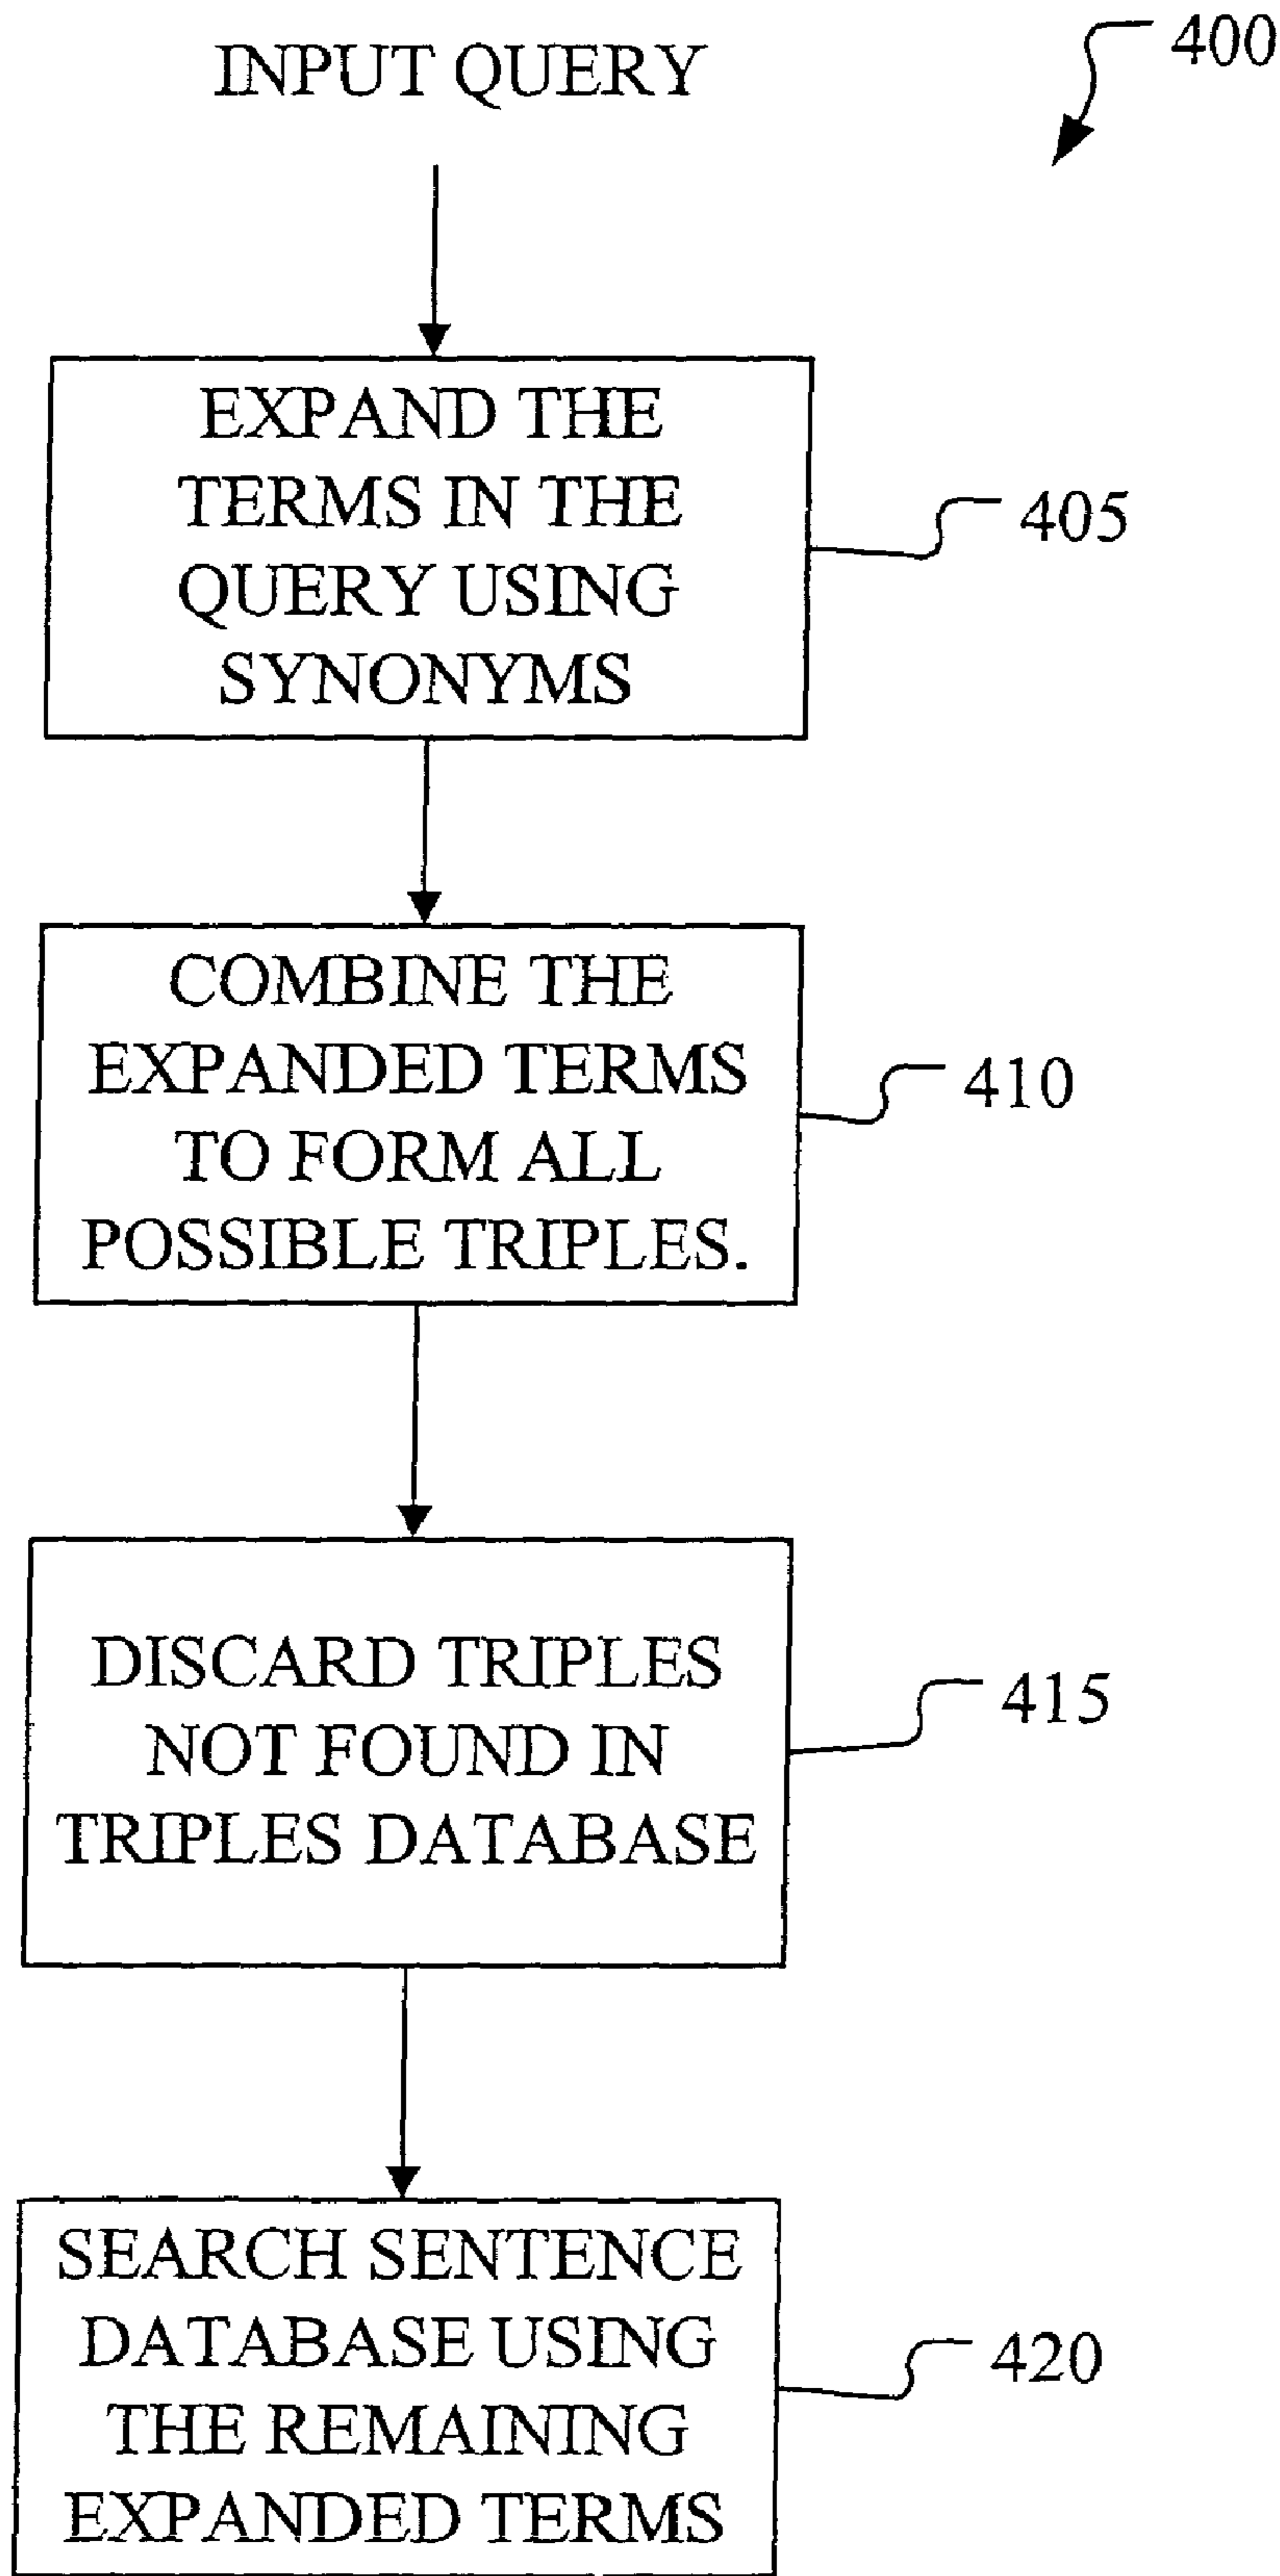 INPUT QUERY
400
EXPAND THE
TERMS IN THE
QUERY USING
SYNONYMS
405
COMBINE THE
EXPANDED TERMS
TO FORM ALL
POSSIBLE TRIPLES.
410
DISCARD TRIPLES
NOT FOUND IN
TRIPLES DATABASE
415
SEARCH SENTENCE
DATABASE USING
THE REMAINING
EXPANDED TERMS
420